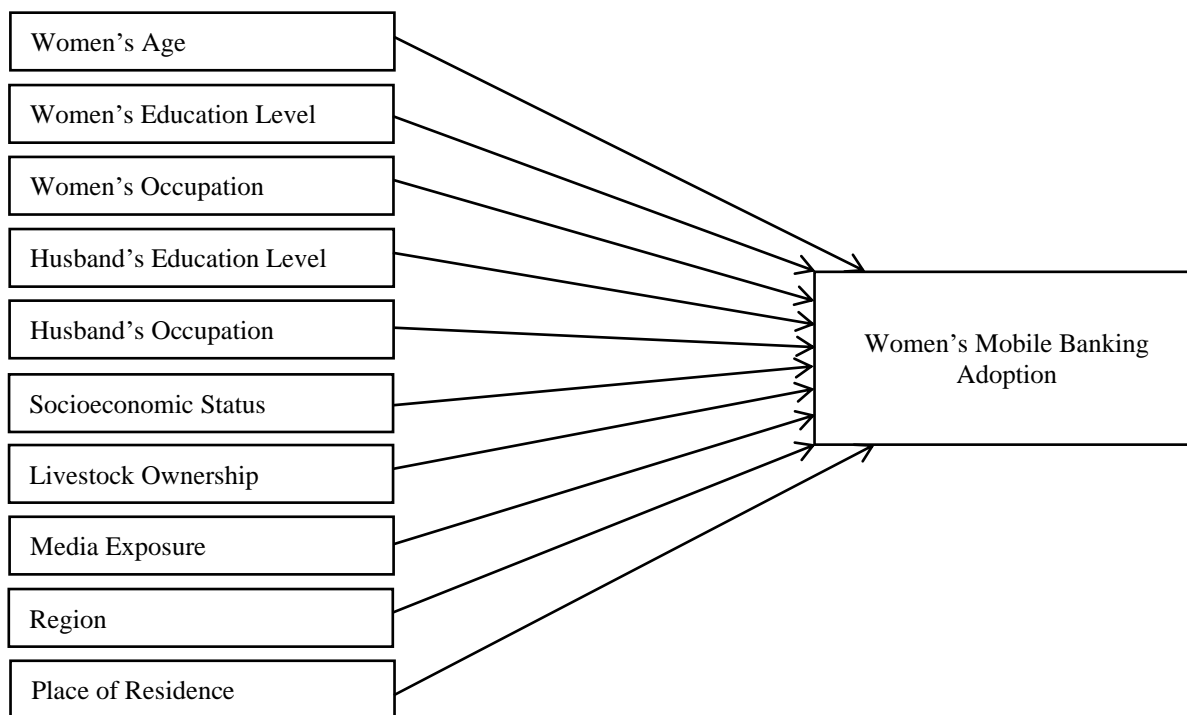 Women’s Age
Women’s Education Level
Women’s Occupation
Husband’s Education Level
Husband’s Occupation
Socioeconomic Status
Livestock Ownership
Media Exposure
Region
Place of Residence
Women’s Mobile Banking
Adoption